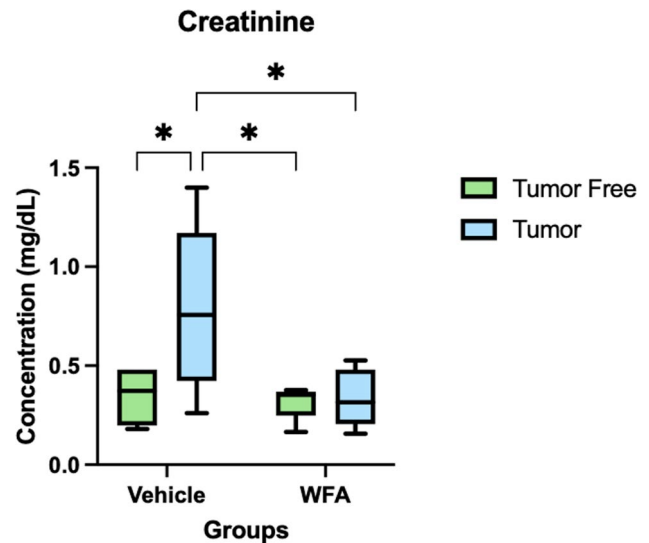 Creatinine
*
* *
Concentration (mg/dL)
1.5
1.0
0.5
0.0
Vehicle WFA
Groups
Tumor Free
Tumor